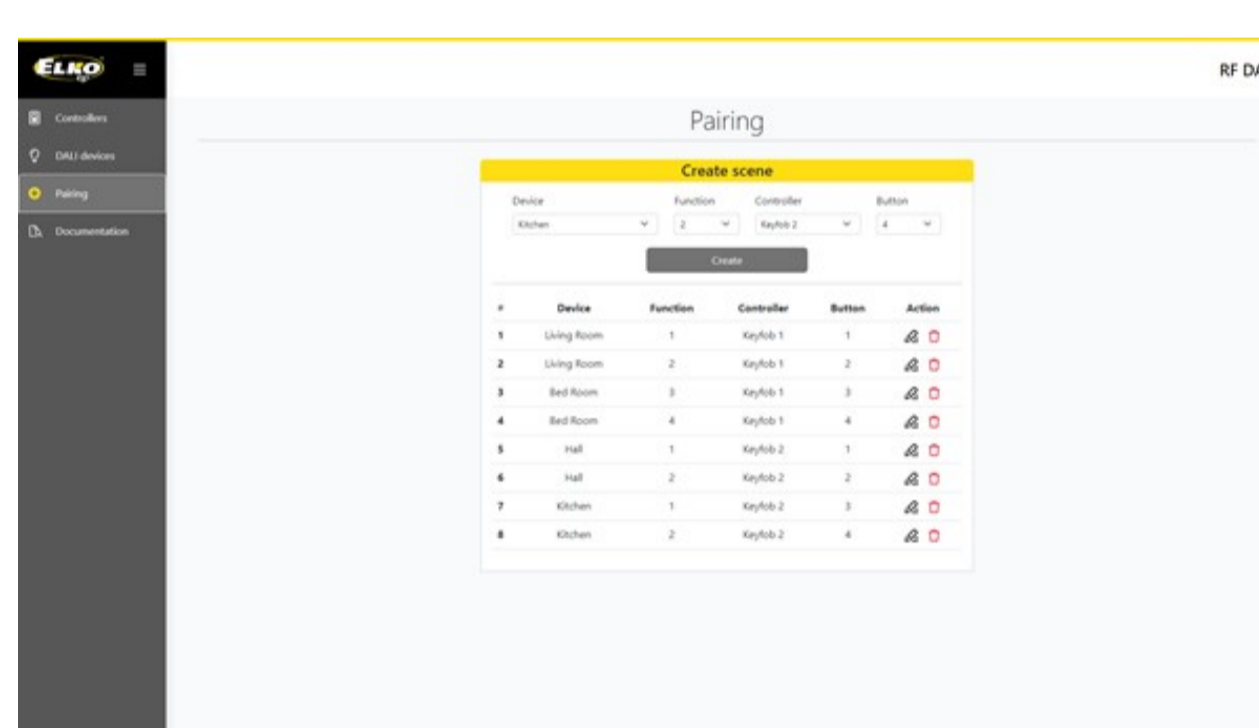 ELKO
RF DA
Controllers
DALI devices
Pairing
Documentation
Pairing
Create scene
Device Function Controller Button
Kitchen 2 Keyfob 2 4
Create
# Device Function Controller Button Action
1 Living Room 1 Keyfob 1 1
2 Living Room 2 Keyfob 1 2
3 Bed Room 3 Keyfob 1 3
4 Bed Room 4 Keyfob 1 4
5 Hall 1 Keyfob 2 1
6 Hall 2 Keyfob 2 2
7 Kitchen 1 Keyfob 2 3
8 Kitchen 2 Keyfob 2 4